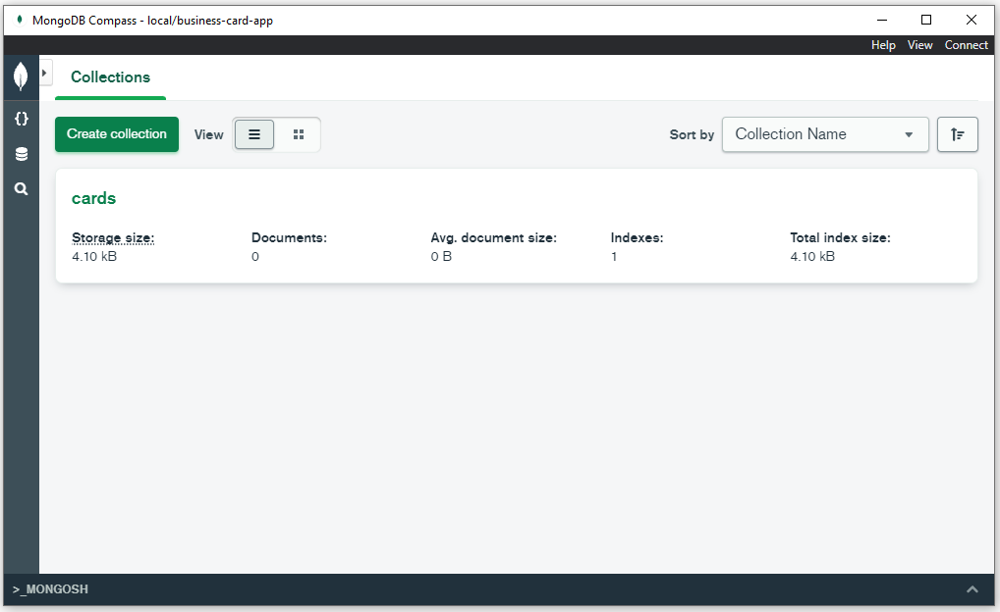 MongoDB Compass - local/business-card-app
Help View Connect
Collections
Create collection View Sort by Collection Name
cards
Storage size: Documents: Avg. document size: Indexes: Total index size:
4.10 kB 0 0 B 1 4.10 kB
>_MONGOSH